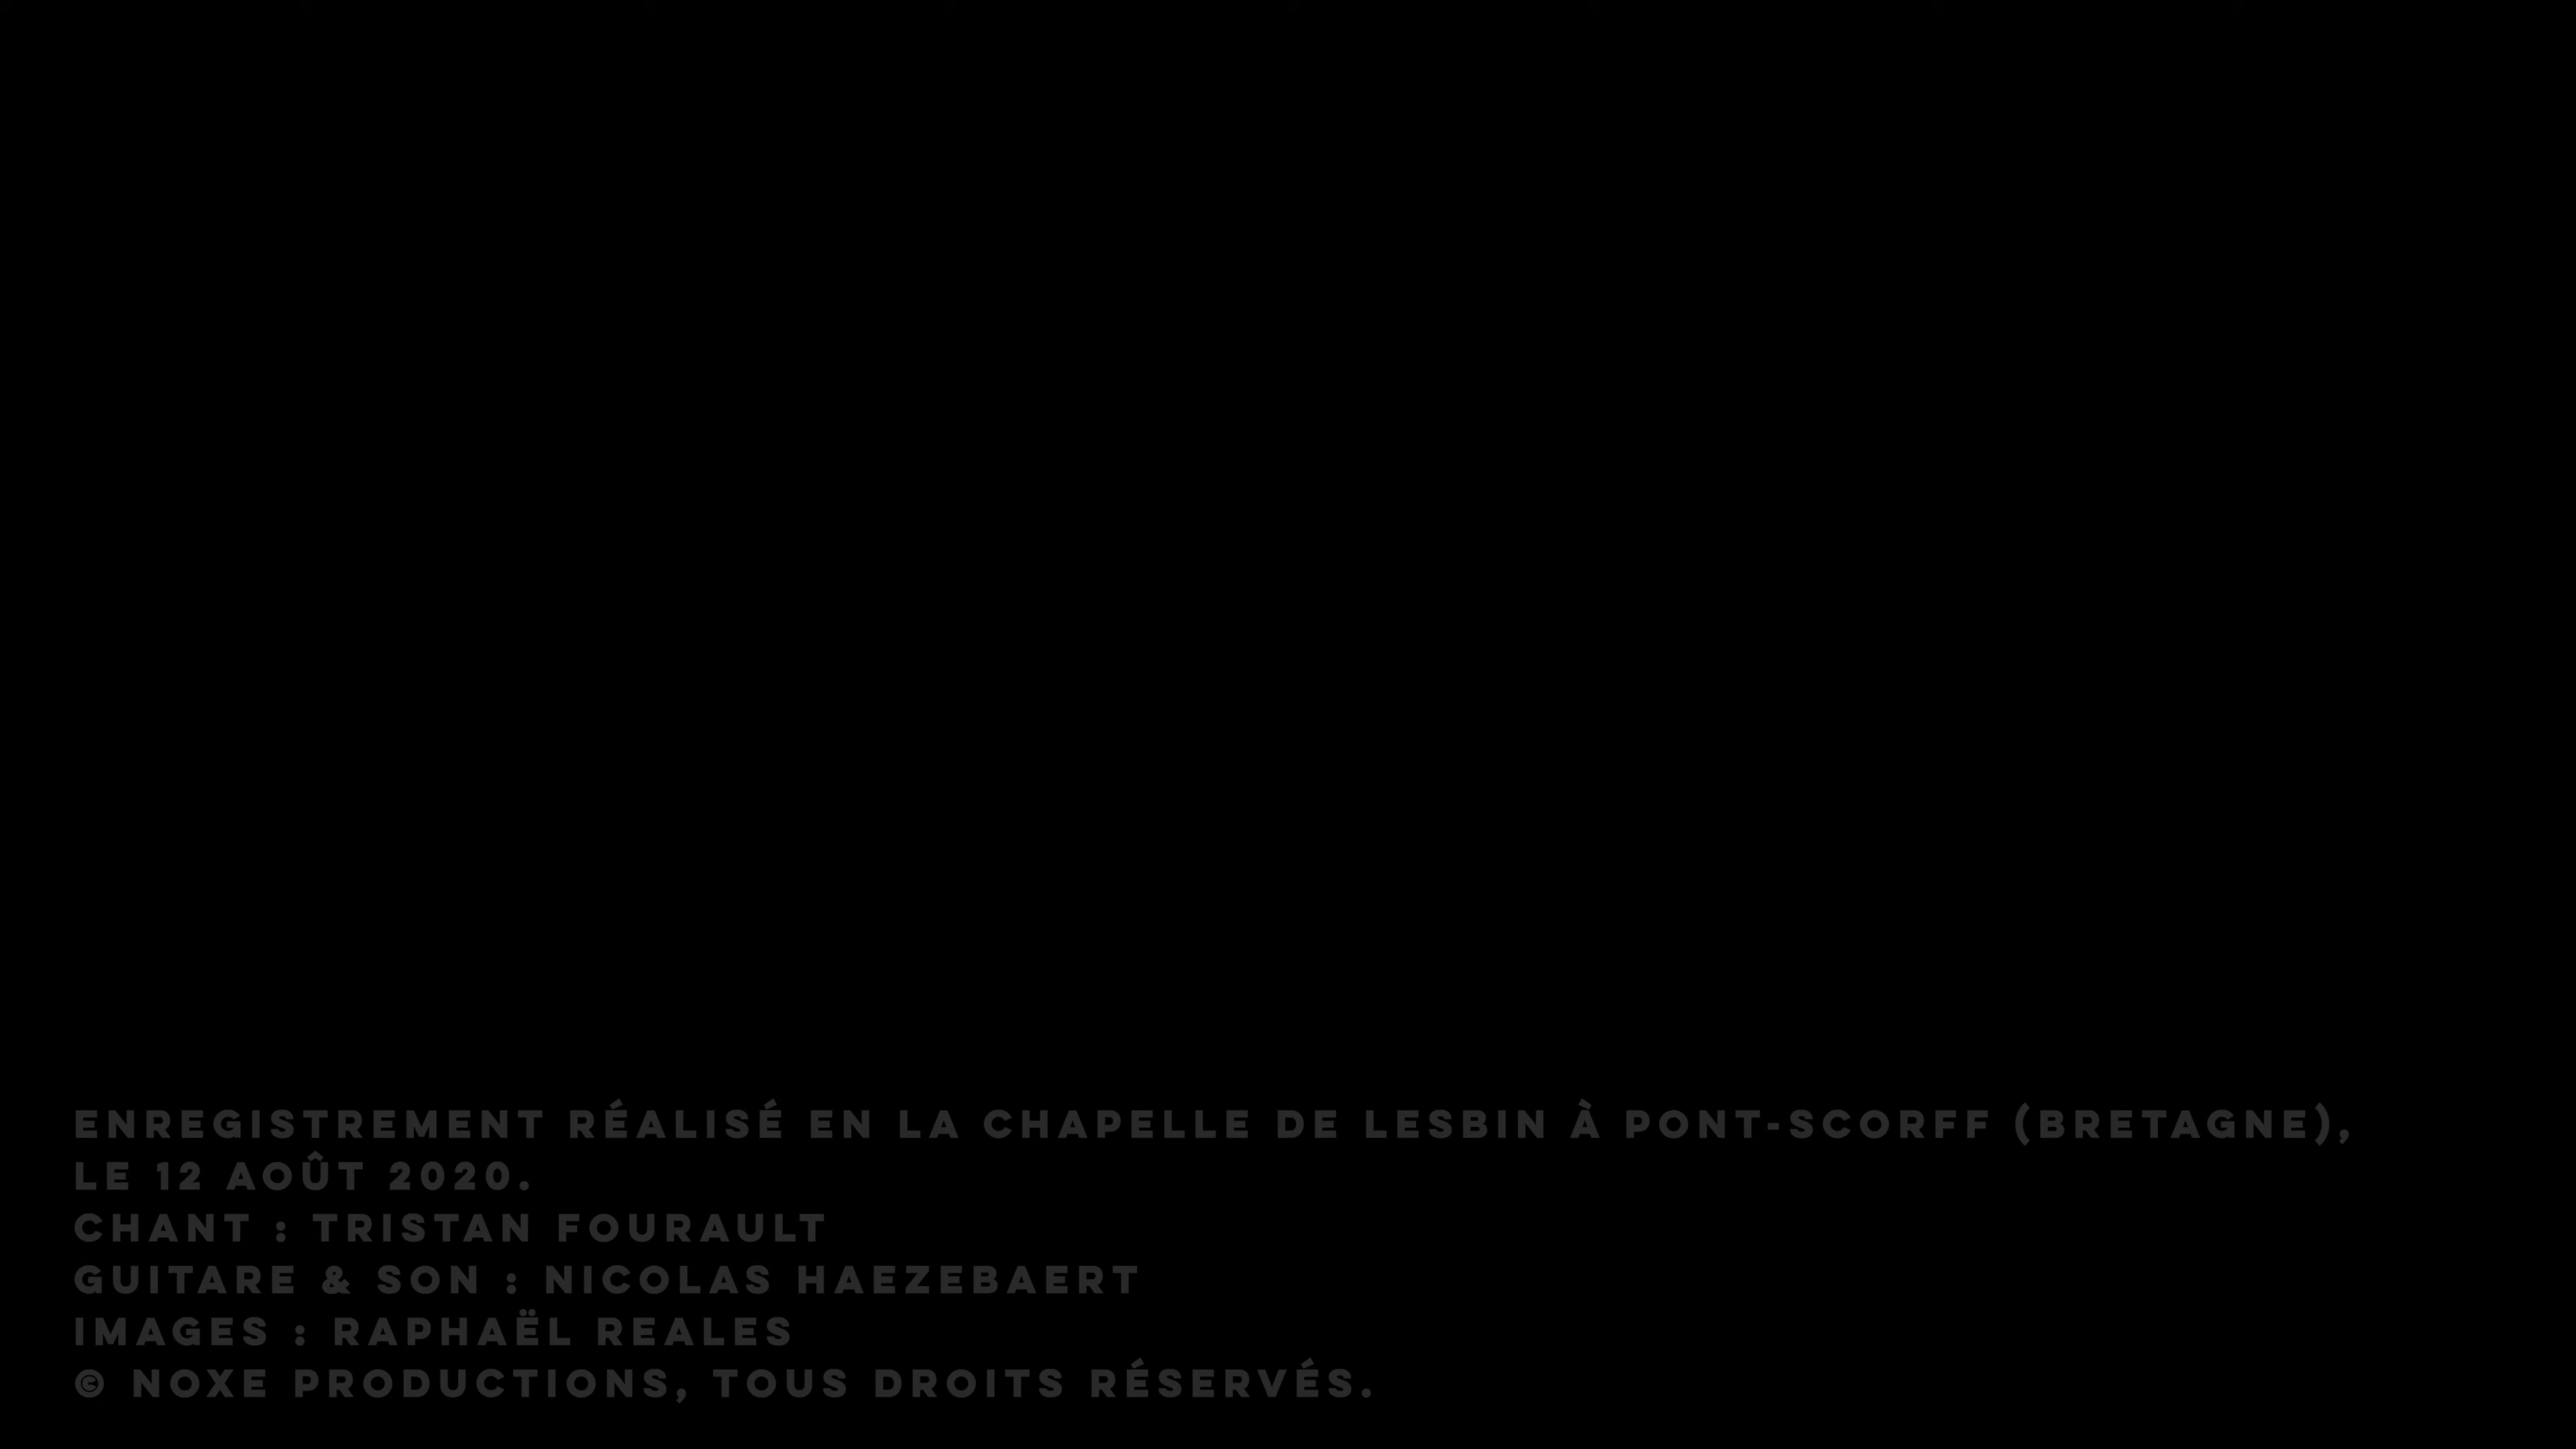 ENREGISTREMENT RÉALISÉ EN LA CHAPELLE DE LESBIN À PONT-SCORFF (BRETAGNE),
LE 12 AOÛT 2020.
CHANT : TRISTAN FOURAULT
GUITARE & SON : NICOLAS HAEZEBAERT
IMAGES : RAPHAËL REALES
© NOXE PRODUCTIONS, TOUS DROITS RÉSERVÉS.